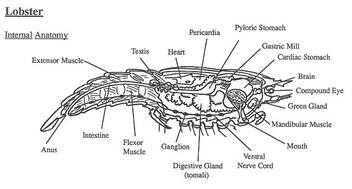 Lobster
Internal Anatomy
Pericardia
Pyloric Stomach
Gastric Mill
Cardiac Stomach
Testis
Heart
Extensor Muscle
Brain
Compound Eye
Green Gland
Mandibular Muscle
Mouth
Anus
Intestine
Flexor
Muscle
Ganglion
Digestive Gland
(tomali)
Ventral
Nerve Cord